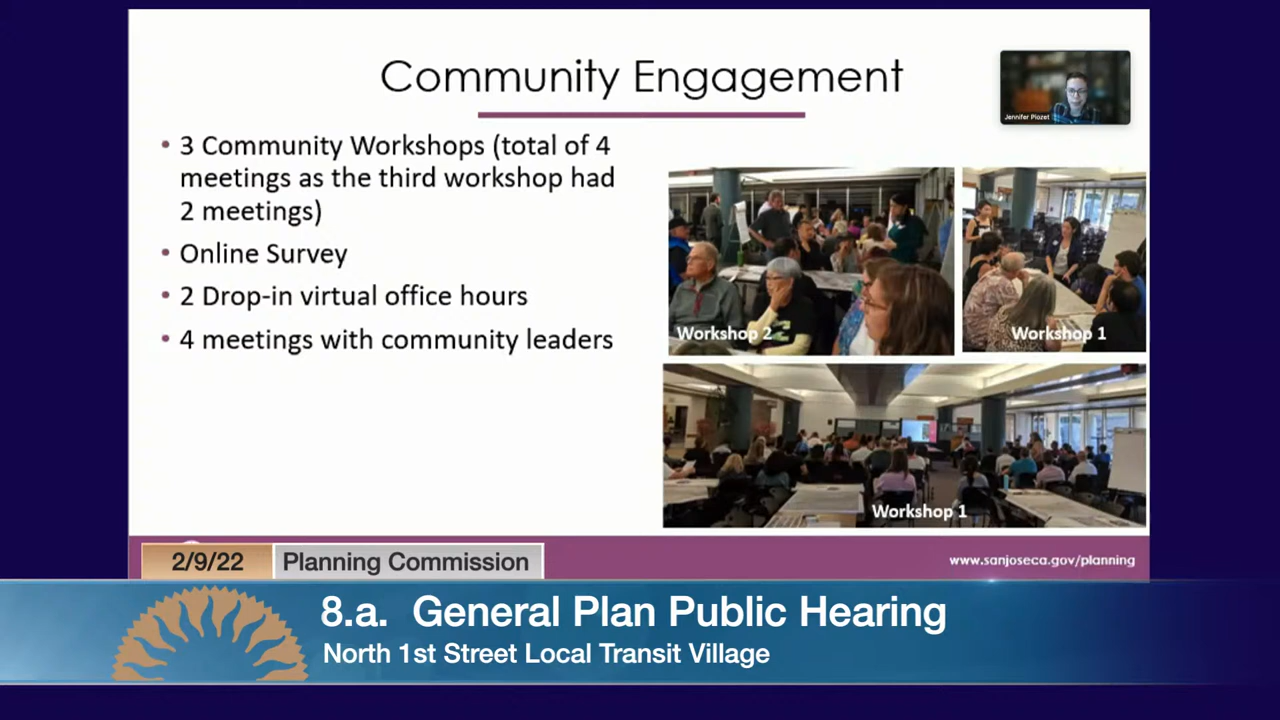 Community Engagement
Jennifer Piozet
• 3 Community Workshops (total of 4
meetings as the third workshop had
2 meetings)
• Online Survey
• 2 Drop-in virtual office hours
• 4 meetings with community leaders
Workshop 2
Workshop 1
Workshop 1
www.sanjoseca.gov/planning
2/9/22
Planning Commission
8.a. General Plan Public Hearing
North 1st Street Local Transit Village